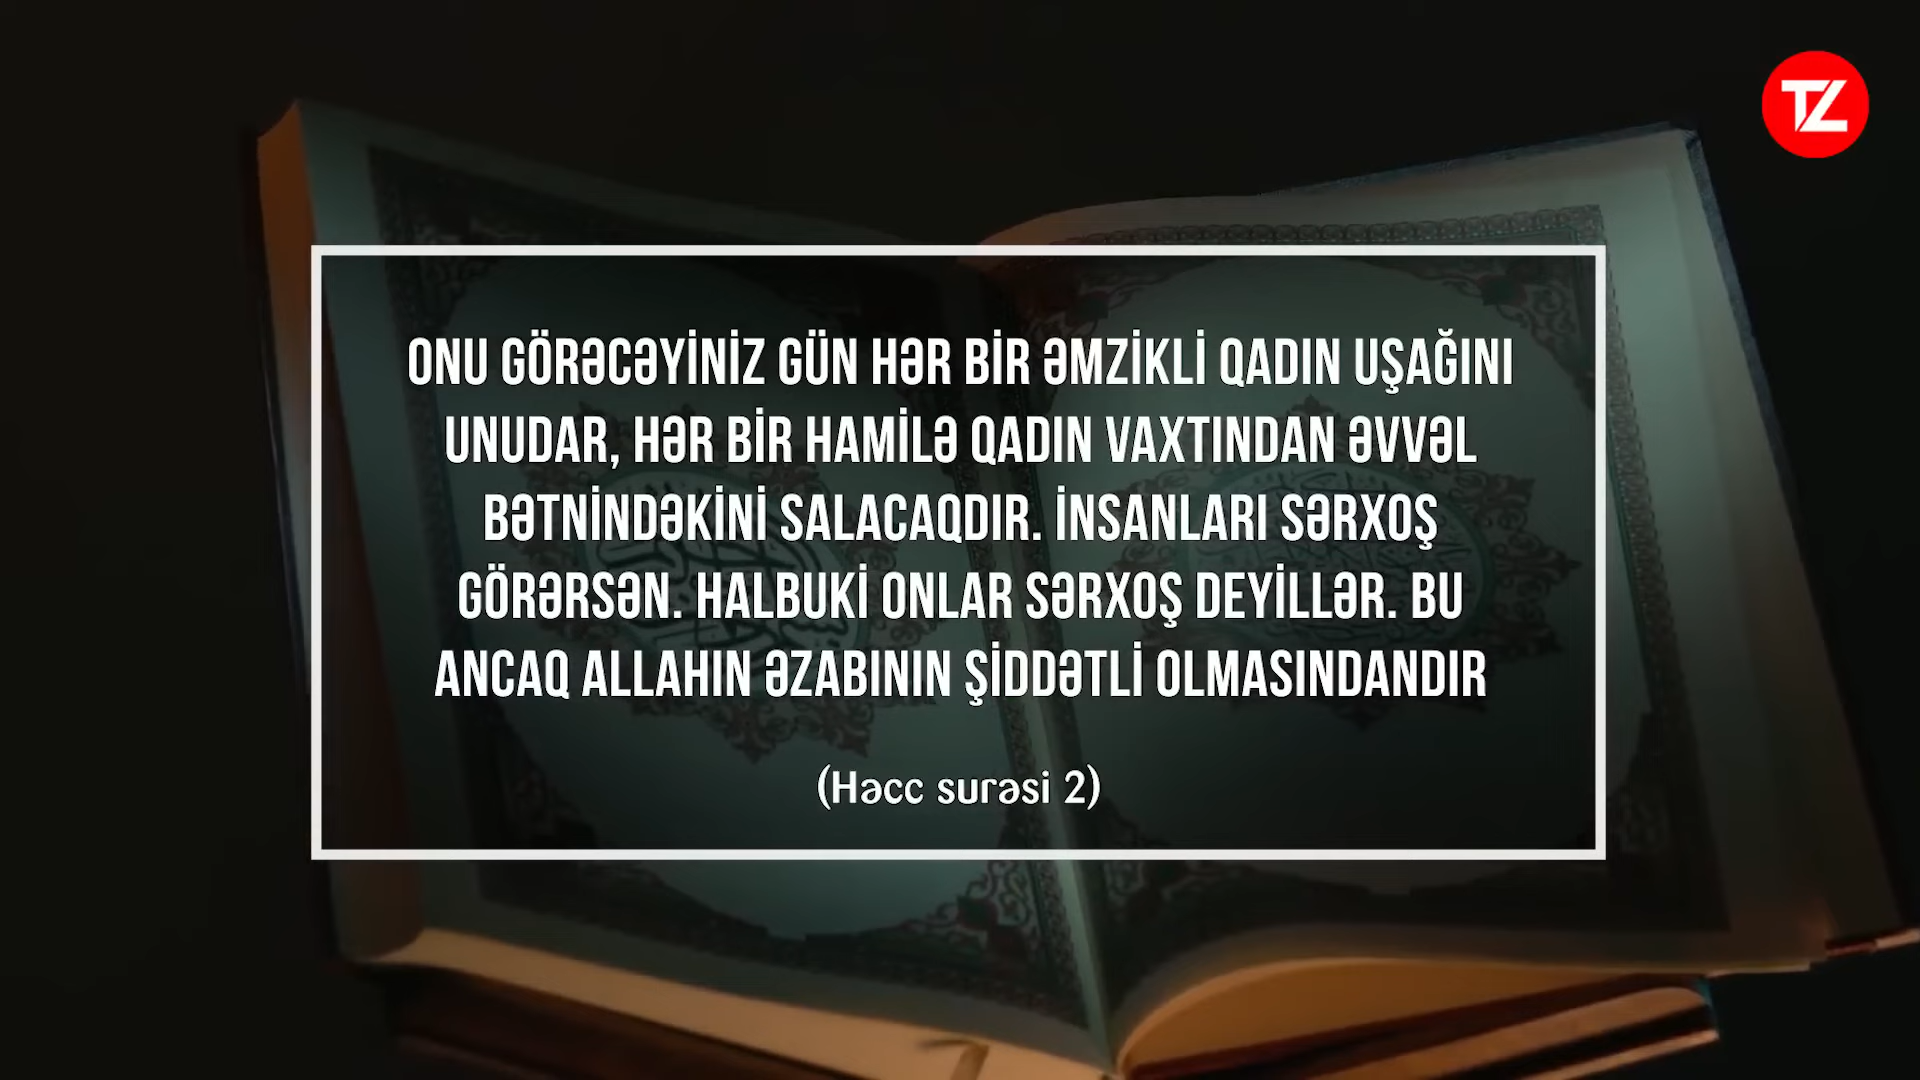 TZ
ONU GÖRƏCƏYİNİZ GÜN HƏR BİR ƏMZİKLİ QADIN UŞAĞINI
UNUDAR, HƏR BİR HAMİLƏ QADIN VAXTINDAN ƏVVƏL
BƏTNİNDƏKİNİ SALACAQDIR. İNSANLARI SƏRXOŞ
GÖRƏRSƏN. HALBUKİ ONLAR SƏRXOŞ DEYİLLƏR. BU
ANCAQ ALLAHIN ƏZABININ ŞİDDƏTLİ OLMASINDANDIR
(Həcc surəsi 2)